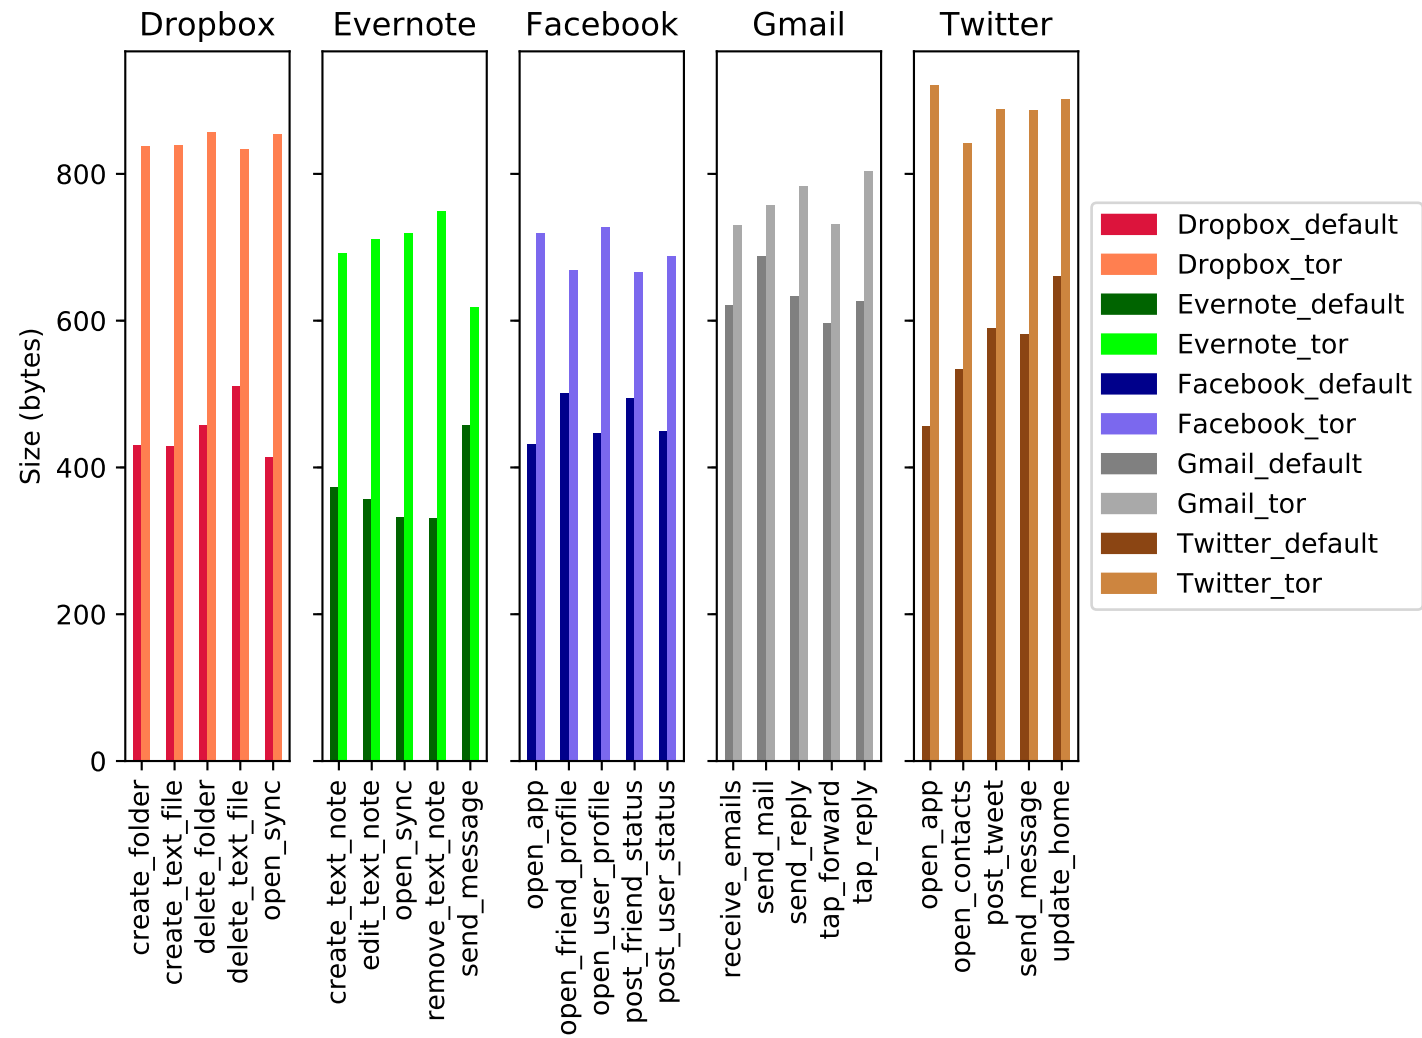 Dropbox
Evernote
Facebook
Gmail
Twitter
Size (bytes)
800
600
400
200
0
create_folder
create_text_file
delete_folder
delete_text_file
open_sync
create_text_note
edit_text_note
open_sync
remove_text_note
send_message
open_app
open_friend_profile
open_user_profile
post_friend_status
post_user_status
receive_emails
send_mail
send_reply
tap_forward
tap_reply
open_app
open_contacts
post_tweet
send_message
update_home
Dropbox_default
Dropbox_tor
Evernote_default
Evernote_tor
Facebook_default
Facebook_tor
Gmail_default
Gmail_tor
Twitter_default
Twitter_tor